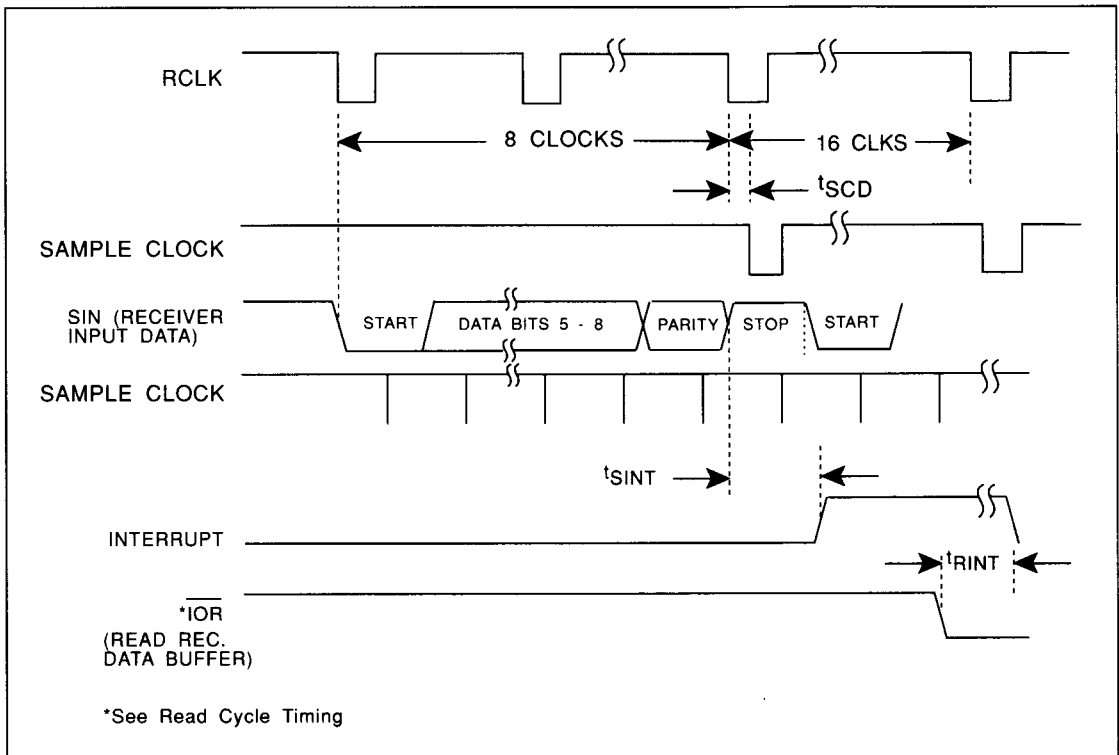 RCLK
8 CLOCKS
16 CLKS
tSCD
SAMPLE CLOCK
SIN (RECEIVER
INPUT DATA)
START
DATA BITS 5 - 8
PARITY
STOP
START
SAMPLE CLOCK
tSINT
INTERRUPT
tRINT
*IOR
(READ REC.
DATA BUFFER)
*See Read Cycle Timing